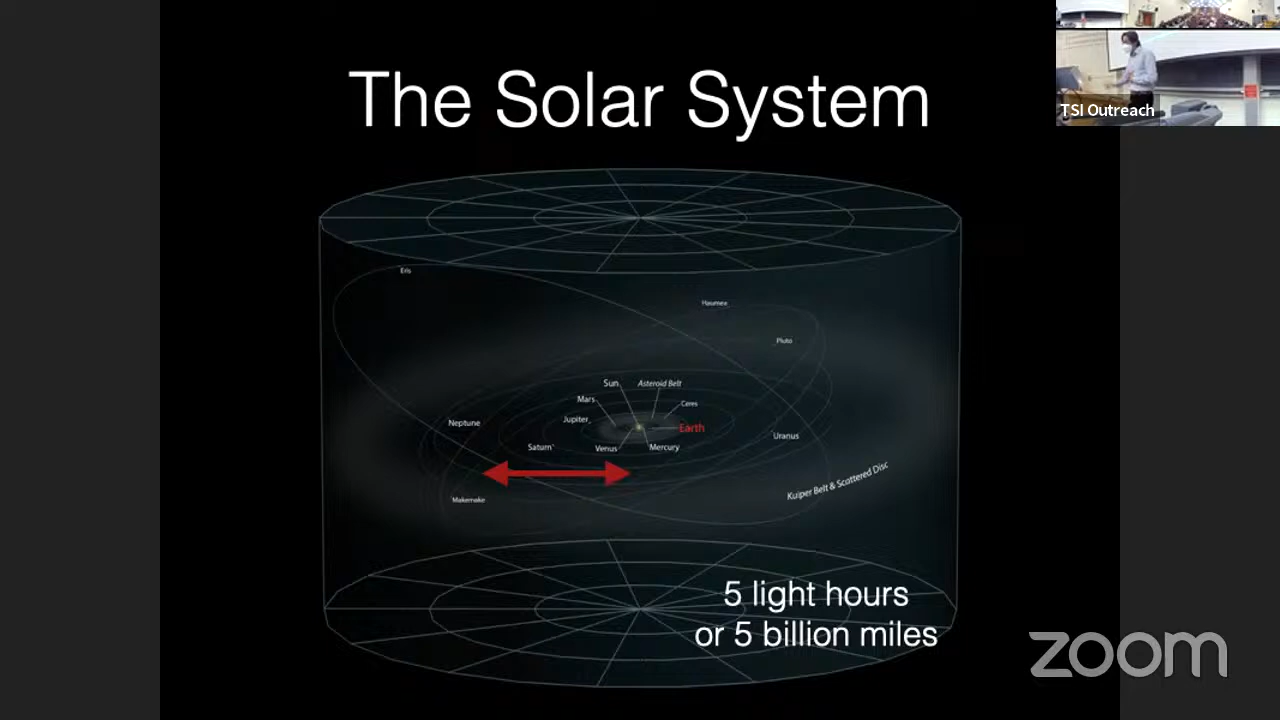 The Solar System
TSI Outreach
Eris
Haumea
Pluto
Sun
Asteroid Belt
Mars
Ceres
Jupiter
Neptune
Earth
Uranus
Saturn
Venus
Mercury
Kuiper Belt & Scattered Disc
Makemake
5 light hours
or 5 billion miles
zoom